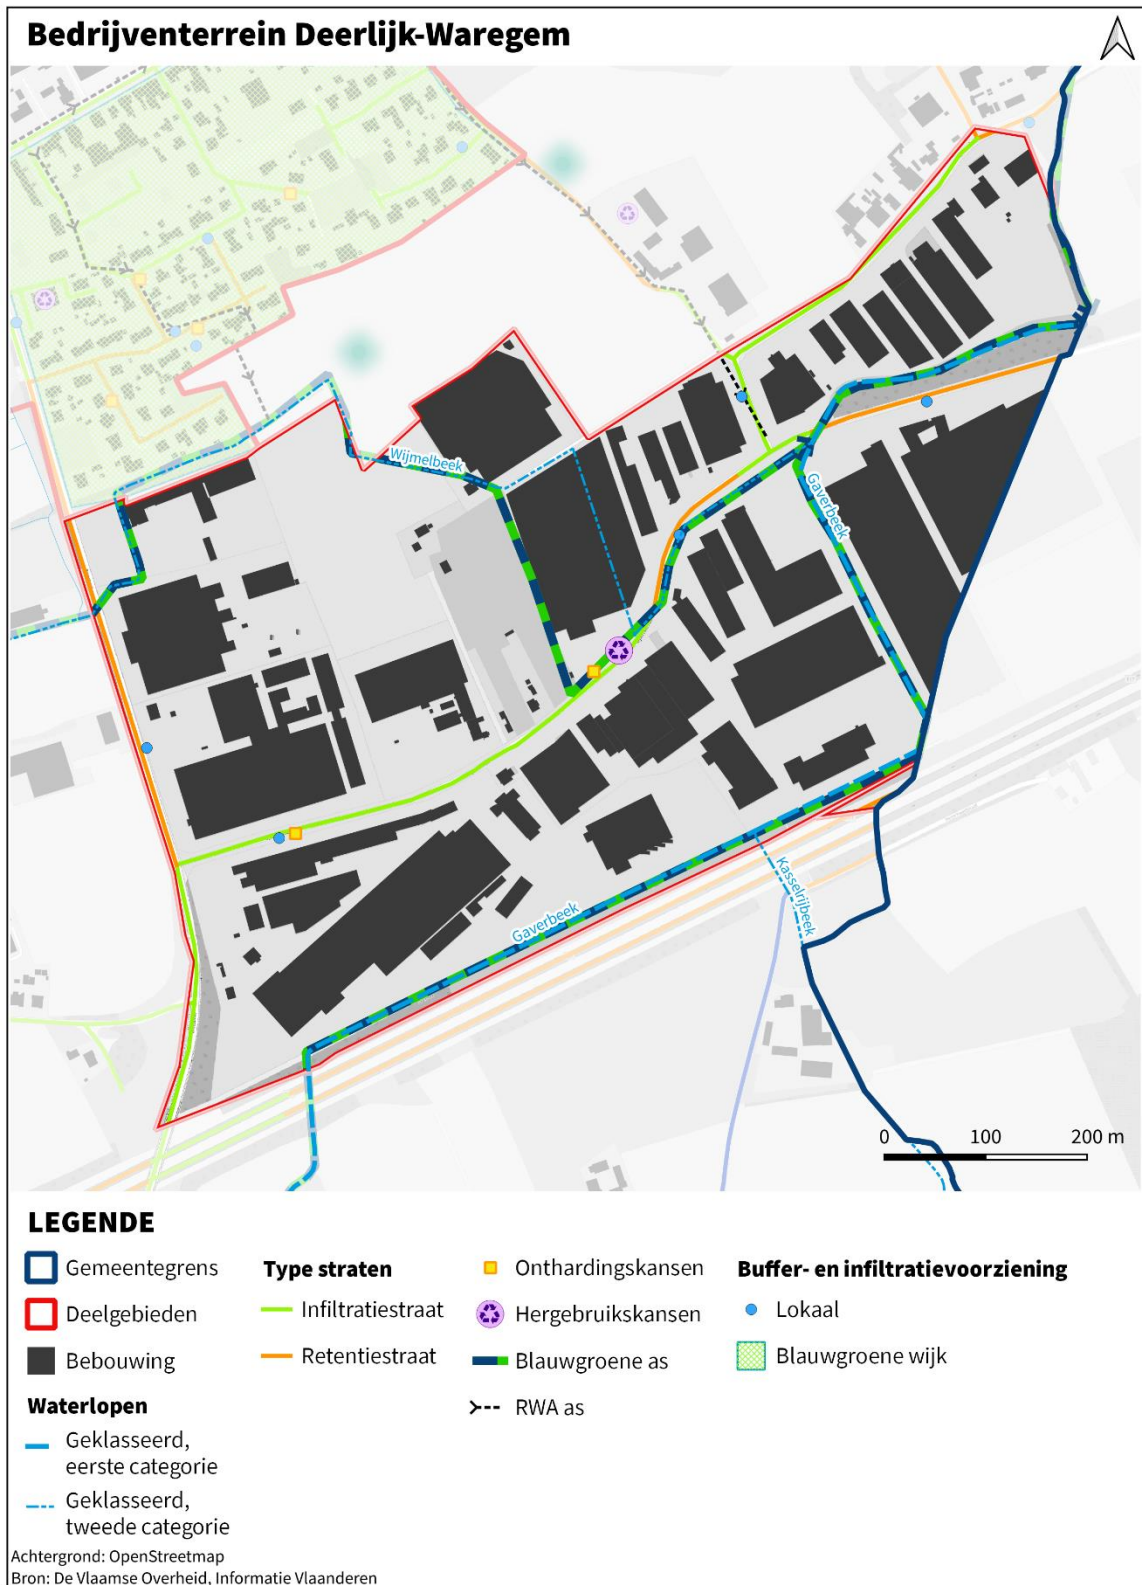 Bedrijventerrein Deerlijk-Waregem
Wijmelbeek
Gaverbeek
Gaverbeek
Kasselrijbeek
0 100 200 m
LEGENDE
Gemeentegrens
Deelgebieden
Bebouwing
Waterlopen
Geklasseerd,
eerste categorie
Geklasseerd,
tweede categorie
Type straten
Infiltratiestraat
Retentiestraat
Onthardingskansen
Hergebruikskansen
Blauwgroene as
RWA as
Buffer- en infiltratievoorziening
Lokaal
Blauwgroene wijk
Achtergrond: OpenStreetmap
Bron: De Vlaamse Overheid, Informatie Vlaanderen